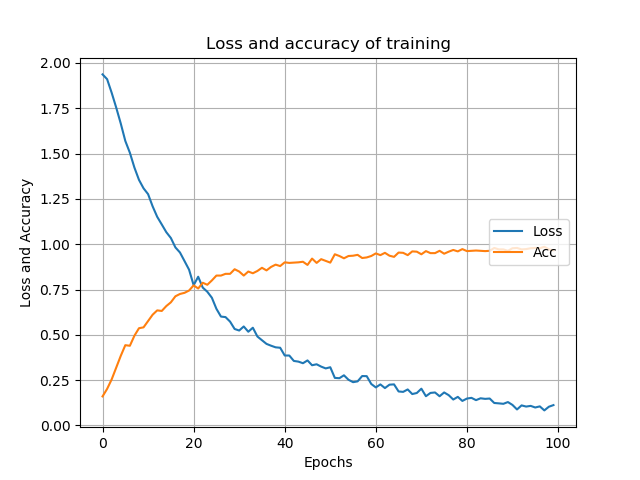 Loss and accuracy of training
2.00
1.75
1.50
1.25
1.00
0.75
0.50
0.25
0.00
Loss and Accuracy
Loss
Acc
0 20 40 60 80 100
Epochs